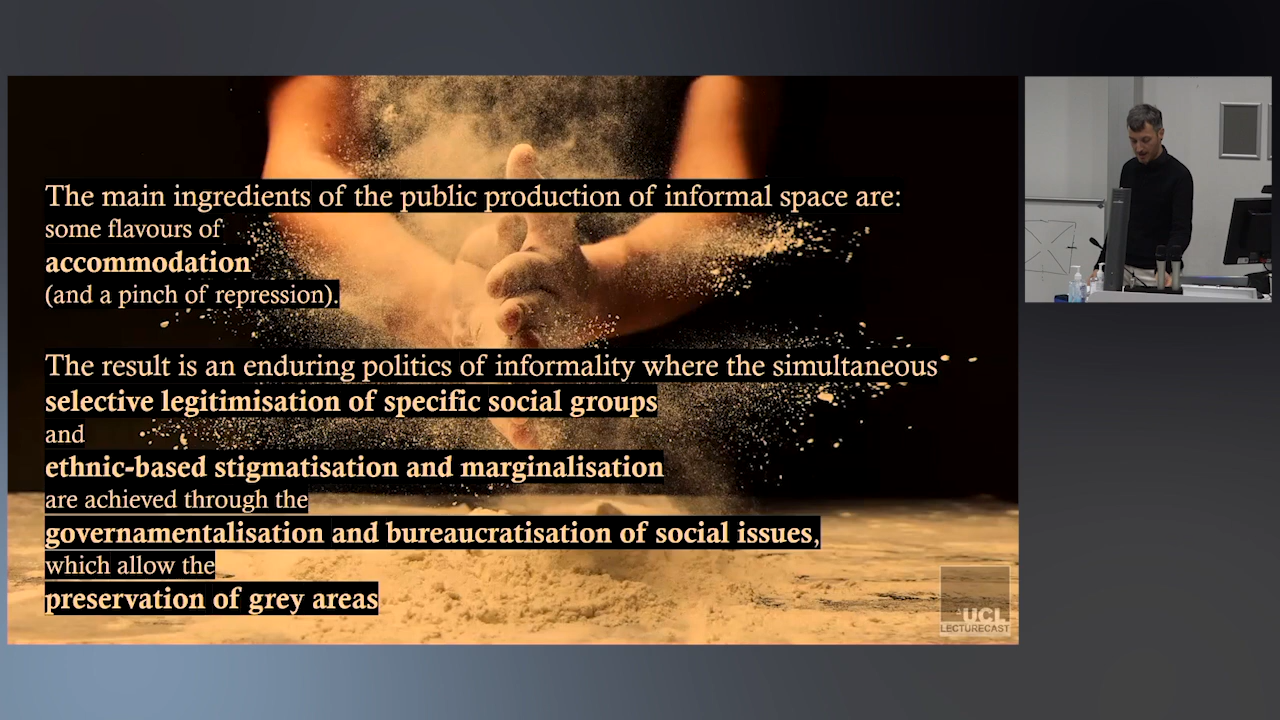 The main ingredients of the public production of informal space are:
some flavours of
accommodation
(and a pinch of repression).
The result is an enduring politics of informality where the simultaneous
selective legitimisation of specific social groups
and
ethnic-based stigmatisation and marginalisation
are achieved through the
governamentalisation and bureaucratisation of social issues,
which allow the
preservation of grey areas
UCL
LECTURECAST